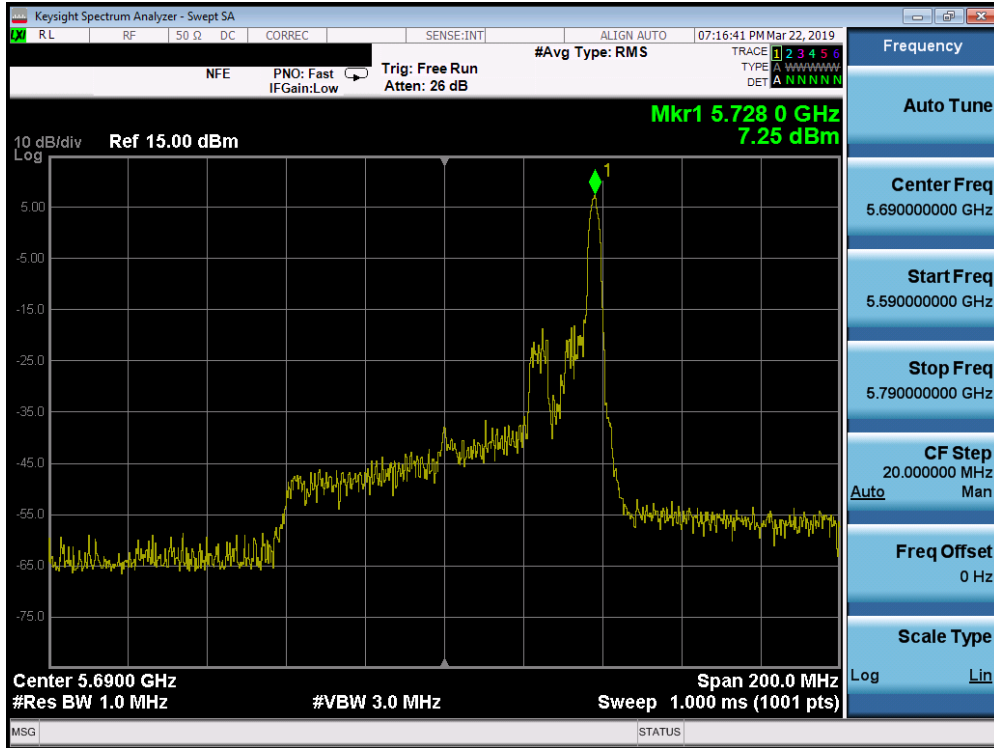 Keysight Spectrum Analyzer - Swept SA
LXI RL RF 50 Ω DC CORREC SENSE:INT ALIGN AUTO 07:16:41 PM Mar 22, 2019
NFE PNO: Fast Trig: Free Run #Avg Type: RMS TRACE 1 2 3 4 5 6
IFGain:Low Atten: 26 dB TYPE A WWWWW
DET A N N N N N
Mkr1 5.728 0 GHz
7.25 dBm
10 dB/div Ref 15.00 dBm
Log
1
5.00
-5.00
-15.0
-25.0
-35.0
-45.0
-55.0
-65.0
-75.0
Center 5.6900 GHz Span 200.0 MHz
#Res BW 1.0 MHz #VBW 3.0 MHz Sweep 1.000 ms (1001 pts)
MSG STATUS
Frequency
Auto Tune
Center Freq
5.690000000 GHz
Start Freq
5.590000000 GHz
Stop Freq
5.790000000 GHz
CF Step
20.000000 MHz
Auto Man
Freq Offset
0 Hz
Scale Type
Log Lin